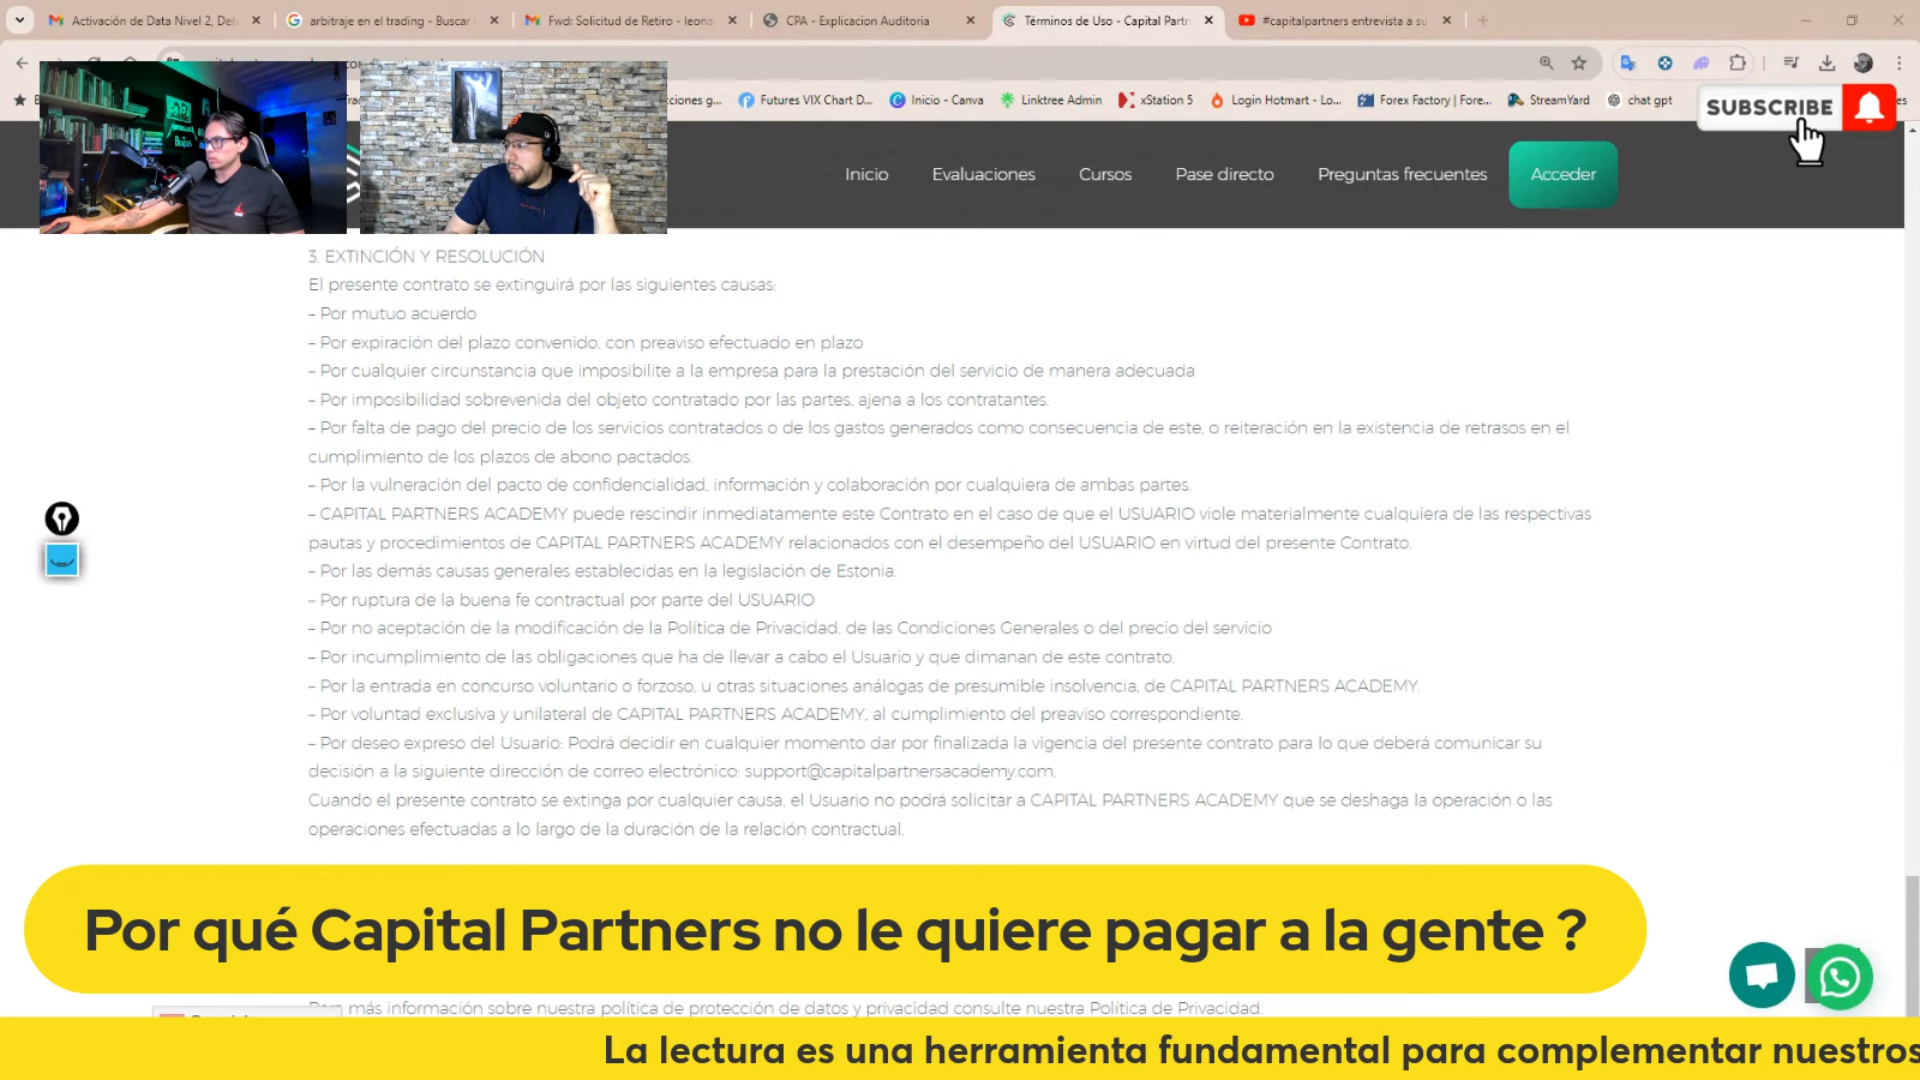 Activación de Data Nivel 2, Det
arbitraje en el trading - Buscar
Fwd: Solicitud de Retiro - leona
CPA - Explicacion Auditoria
Términos de Uso - Capital Partn
#capitalpartners entrevista a su
ciones g...
Futures VIX Chart D...
Inicio - Canva
Linktree Admin
xStation 5
Login Hotmart - Lo...
Forex Factory | Fore...
StreamYard
chat gpt
SUBSCRIBE
Inicio
Evaluaciones
Cursos
Pase directo
Preguntas frecuentes
Acceder
3. EXTINCIÓN Y RESOLUCIÓN
El presente contrato se extinguirá por las siguientes causas:
– Por mutuo acuerdo
– Por expiración del plazo convenido, con preaviso efectuado en plazo
– Por cualquier circunstancia que imposibilite a la empresa para la prestación del servicio de manera adecuada
– Por imposibilidad sobrevenida del objeto contratado por las partes, ajena a los contratantes.
– Por falta de pago del precio de los servicios contratados o de los gastos generados como consecuencia de este, o reiteración en la existencia de retrasos en el
cumplimiento de los plazos de abono pactados.
– Por la vulneración del pacto de confidencialidad, información y colaboración por cualquiera de ambas partes.
– CAPITAL PARTNERS ACADEMY puede rescindir inmediatamente este Contrato en el caso de que el USUARIO viole materialmente cualquiera de las respectivas
pautas y procedimientos de CAPITAL PARTNERS ACADEMY relacionados con el desempeño del USUARIO en virtud del presente Contrato.
– Por las demás causas generales establecidas en la legislación de Estonia.
– Por ruptura de la buena fe contractual por parte del USUARIO
– Por no aceptación de la modificación de la Política de Privacidad, de las Condiciones Generales o del precio del servicio
– Por incumplimiento de las obligaciones que ha de llevar a cabo el Usuario y que dimanan de este contrato.
– Por la entrada en concurso voluntario o forzoso, u otras situaciones análogas de presumible insolvencia, de CAPITAL PARTNERS ACADEMY.
– Por voluntad exclusiva y unilateral de CAPITAL PARTNERS ACADEMY, al cumplimiento del preaviso correspondiente.
– Por deseo expreso del Usuario: Podrá decidir en cualquier momento dar por finalizada la vigencia del presente contrato para lo que deberá comunicar su
decisión a la siguiente dirección de correo electrónico: support@capitalpartnersacademy.com.
Cuando el presente contrato se extinga por cualquier causa, el Usuario no podrá solicitar a CAPITAL PARTNERS ACADEMY que se deshaga la operación o las
operaciones efectuadas a lo largo de la duración de la relación contractual.
Por qué Capital Partners no le quiere pagar a la gente ?
Para más información sobre nuestra política de protección de datos y privacidad consulte nuestra Política de Privacidad.
La lectura es una herramienta fundamental para complementar nuestros